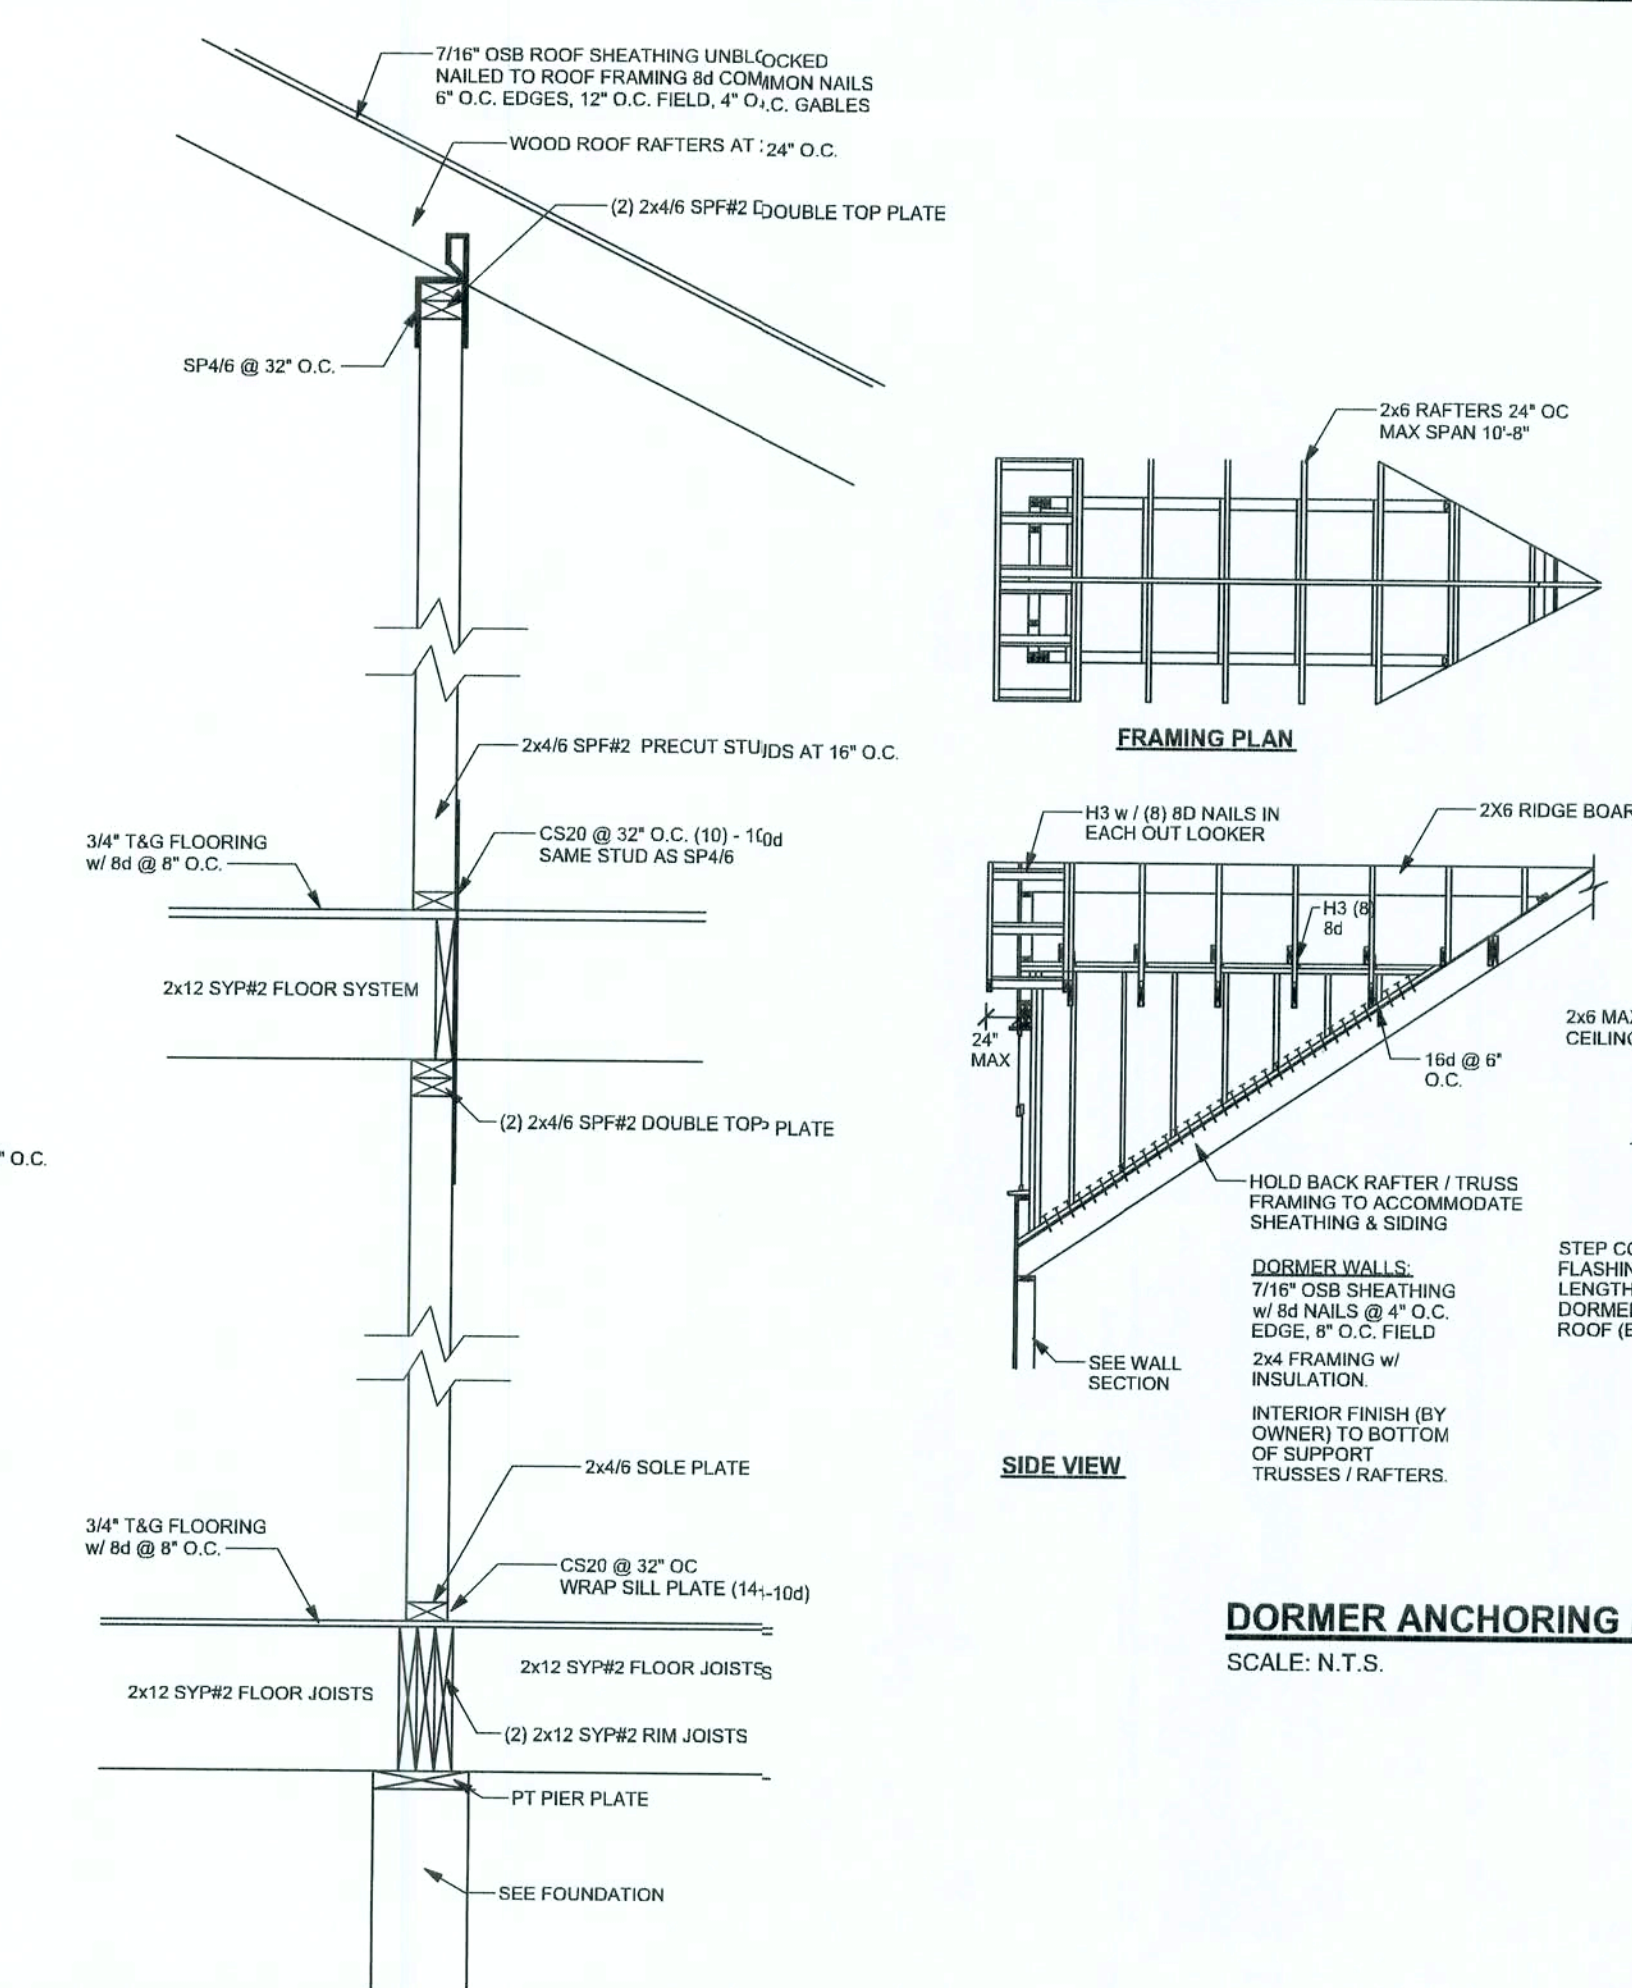 7/16" OSB ROOF SHEATHING UNBLOCKED
NAILED TO ROOF FRAMING 8d COMMON NAILS
6" O.C. EDGES, 12" O.C. FIELD, 4" O.C. GABLES
WOOD ROOF RAFTERS AT 24" O.C.
(2) 2x4/6 SPF#2 DOUBLE TOP PLATE
SP4/6 @ 32" O.C.
2x4/6 SPF#2 PRECUT STUDS AT 16" O.C.
3/4" T&G FLOORING
w/ 8d @ 8" O.C.
CS20 @ 32" O.C. (10) - 10d
SAME STUD AS SP4/6
2x12 SYP#2 FLOOR SYSTEM
(2) 2x4/6 SPF#2 DOUBLE TOP PLATE
" O.C.
2x4/6 SOLE PLATE
3/4" T&G FLOORING
w/ 8d @ 8" O.C.
CS20 @ 32" OC
WRAP SILL PLATE (14-10d)
2x12 SYP#2 FLOOR JOISTS
2x12 SYP#2 FLOOR JOISTS
(2) 2x12 SYP#2 RIM JOISTS
PT PIER PLATE
SEE FOUNDATION
2x6 RAFTERS 24" OC
MAX SPAN 10'-8"
FRAMING PLAN
H3 w / (8) 8D NAILS IN
EACH OUT LOOKER
2X6 RIDGE BOAR
H3 (8)
8d
24"
MAX
2x6 MAX
CEILING
16d @ 6"
O.C.
HOLD BACK RAFTER / TRUSS
FRAMING TO ACCOMMODATE
SHEATHING & SIDING
DORMER WALLS:
7/16" OSB SHEATHING
w/ 8d NAILS @ 4" O.C.
EDGE, 8" O.C. FIELD
2x4 FRAMING w/
INSULATION.
INTERIOR FINISH (BY
OWNER) TO BOTTOM
OF SUPPORT
TRUSSES / RAFTERS.
STEP CO
FLASHIN
LENGTH
DORMER
ROOF (B
SEE WALL
SECTION
SIDE VIEW
DORMER ANCHORING
SCALE: N.T.S.